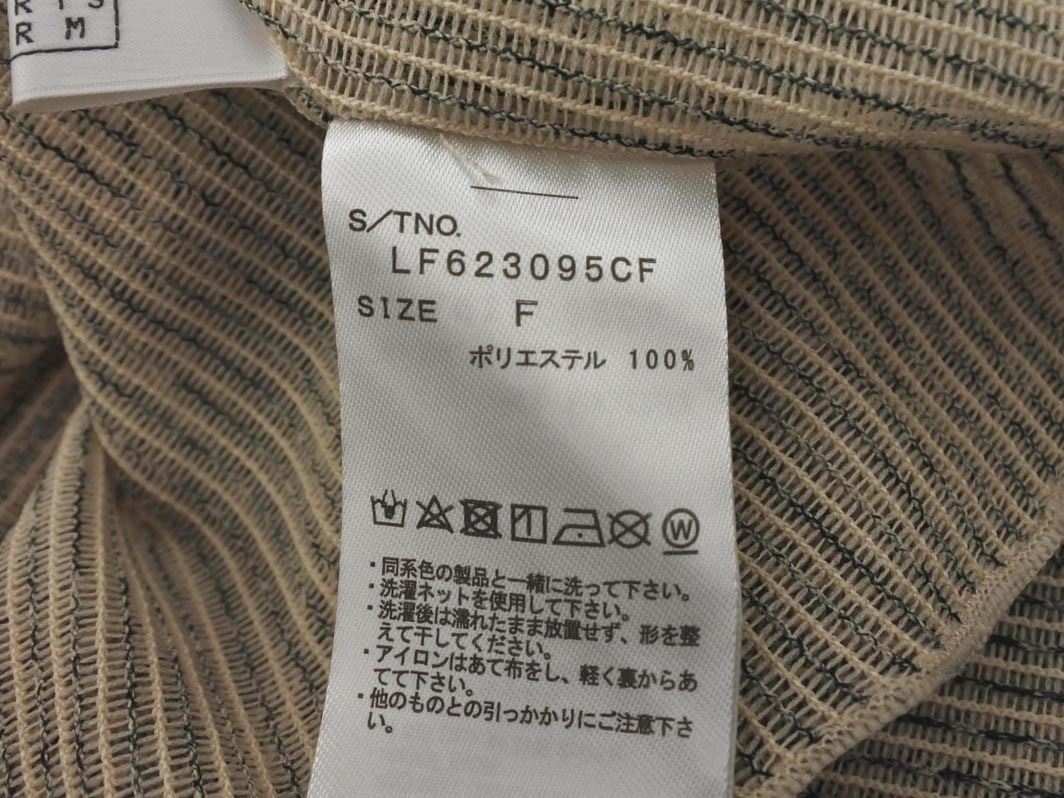 R M
S/TNO.
LF623095CF
SIZE F
ポリエステル 100%
W
・同系色の製品と一緒に洗って下さい。
・洗濯ネットを使用して下さい。
・洗濯後は濡れたまま放置せず、形を整
えて干してください。
・アイロンはあて布をし、軽く裏からあ
てて下さい。
・他のものとの引っかかりにご注意下さ
い。